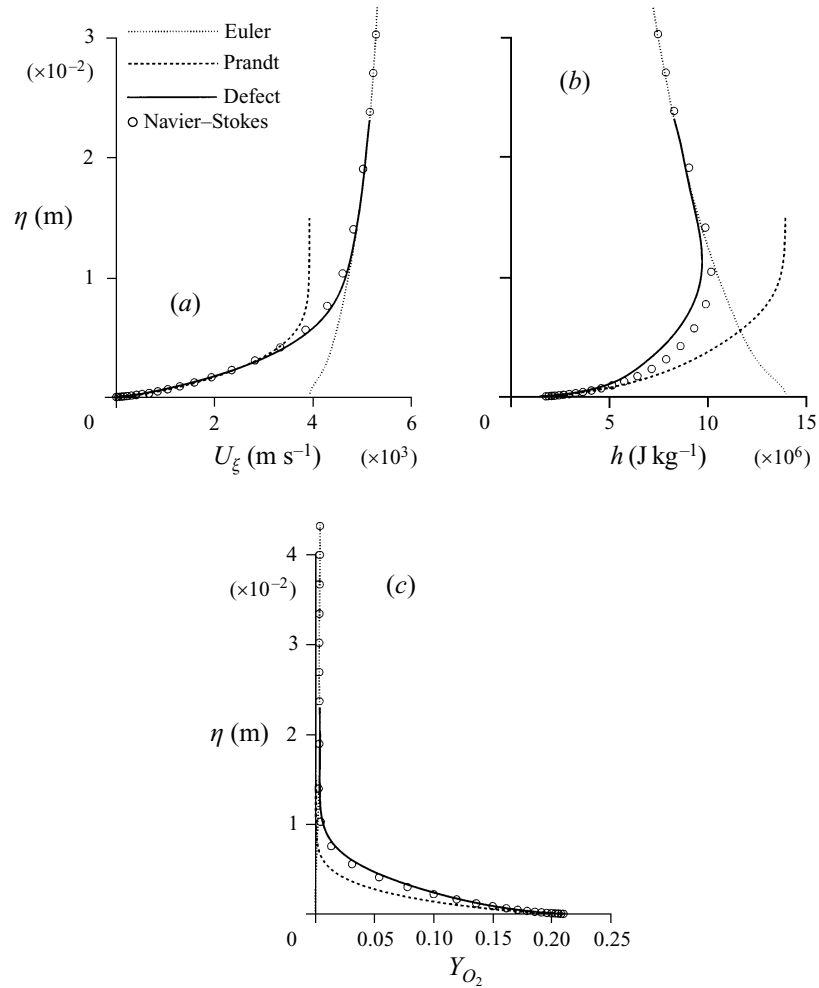 3
(×10⁻²)
2
η (m)
1
0
Euler
Prandt
Defect
Navier–Stokes
(a)
2
4
6
U_ξ (m s⁻¹)
(×10³)
(b)
0
5
10
15
h (J kg⁻¹)
(×10⁶)
4
(×10⁻²)
3
η (m)
2
1
(c)
0
0.05
0.10
0.15
0.20
0.25
Y_{O₂}